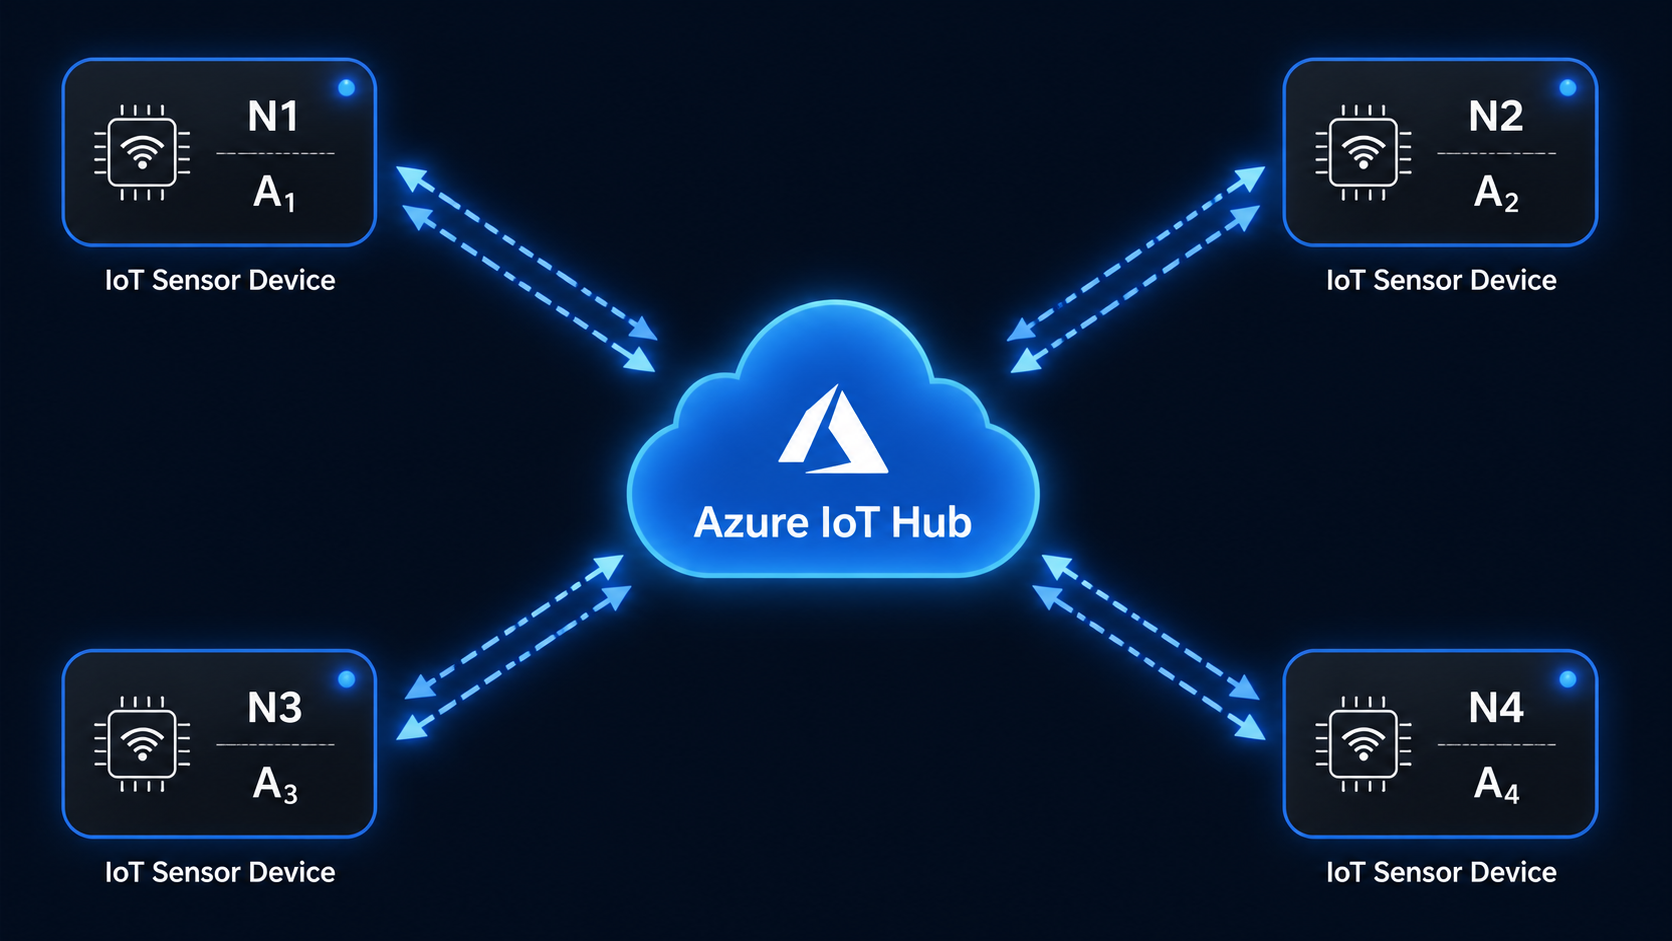 N1
A₁
IoT Sensor Device
N2
A₂
IoT Sensor Device
Azure IoT Hub
N3
A₃
IoT Sensor Device
N4
A₄
IoT Sensor Device